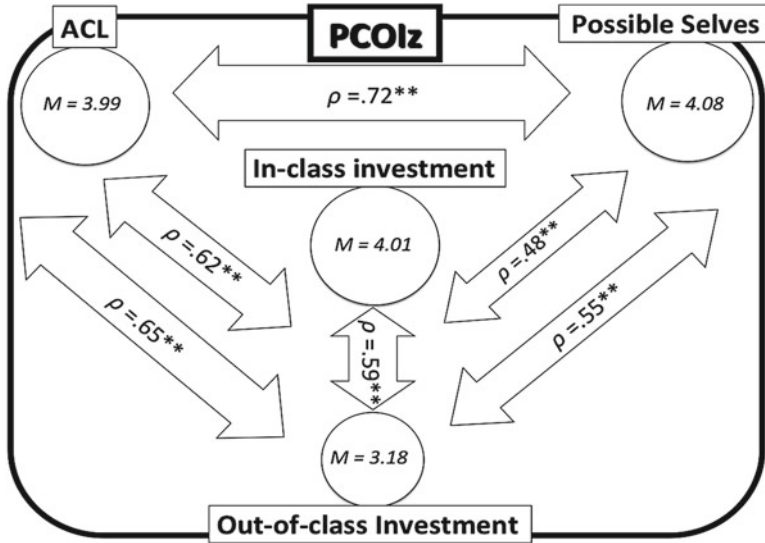 ACL
PCOIz
Possible Selves
M = 3.99
ρ =.72**
M = 4.08
In-class investment
M = 4.01
ρ =.62**
ρ =.48**
ρ =.65**
ρ =.59**
ρ =.55**
M = 3.18
Out-of-class Investment